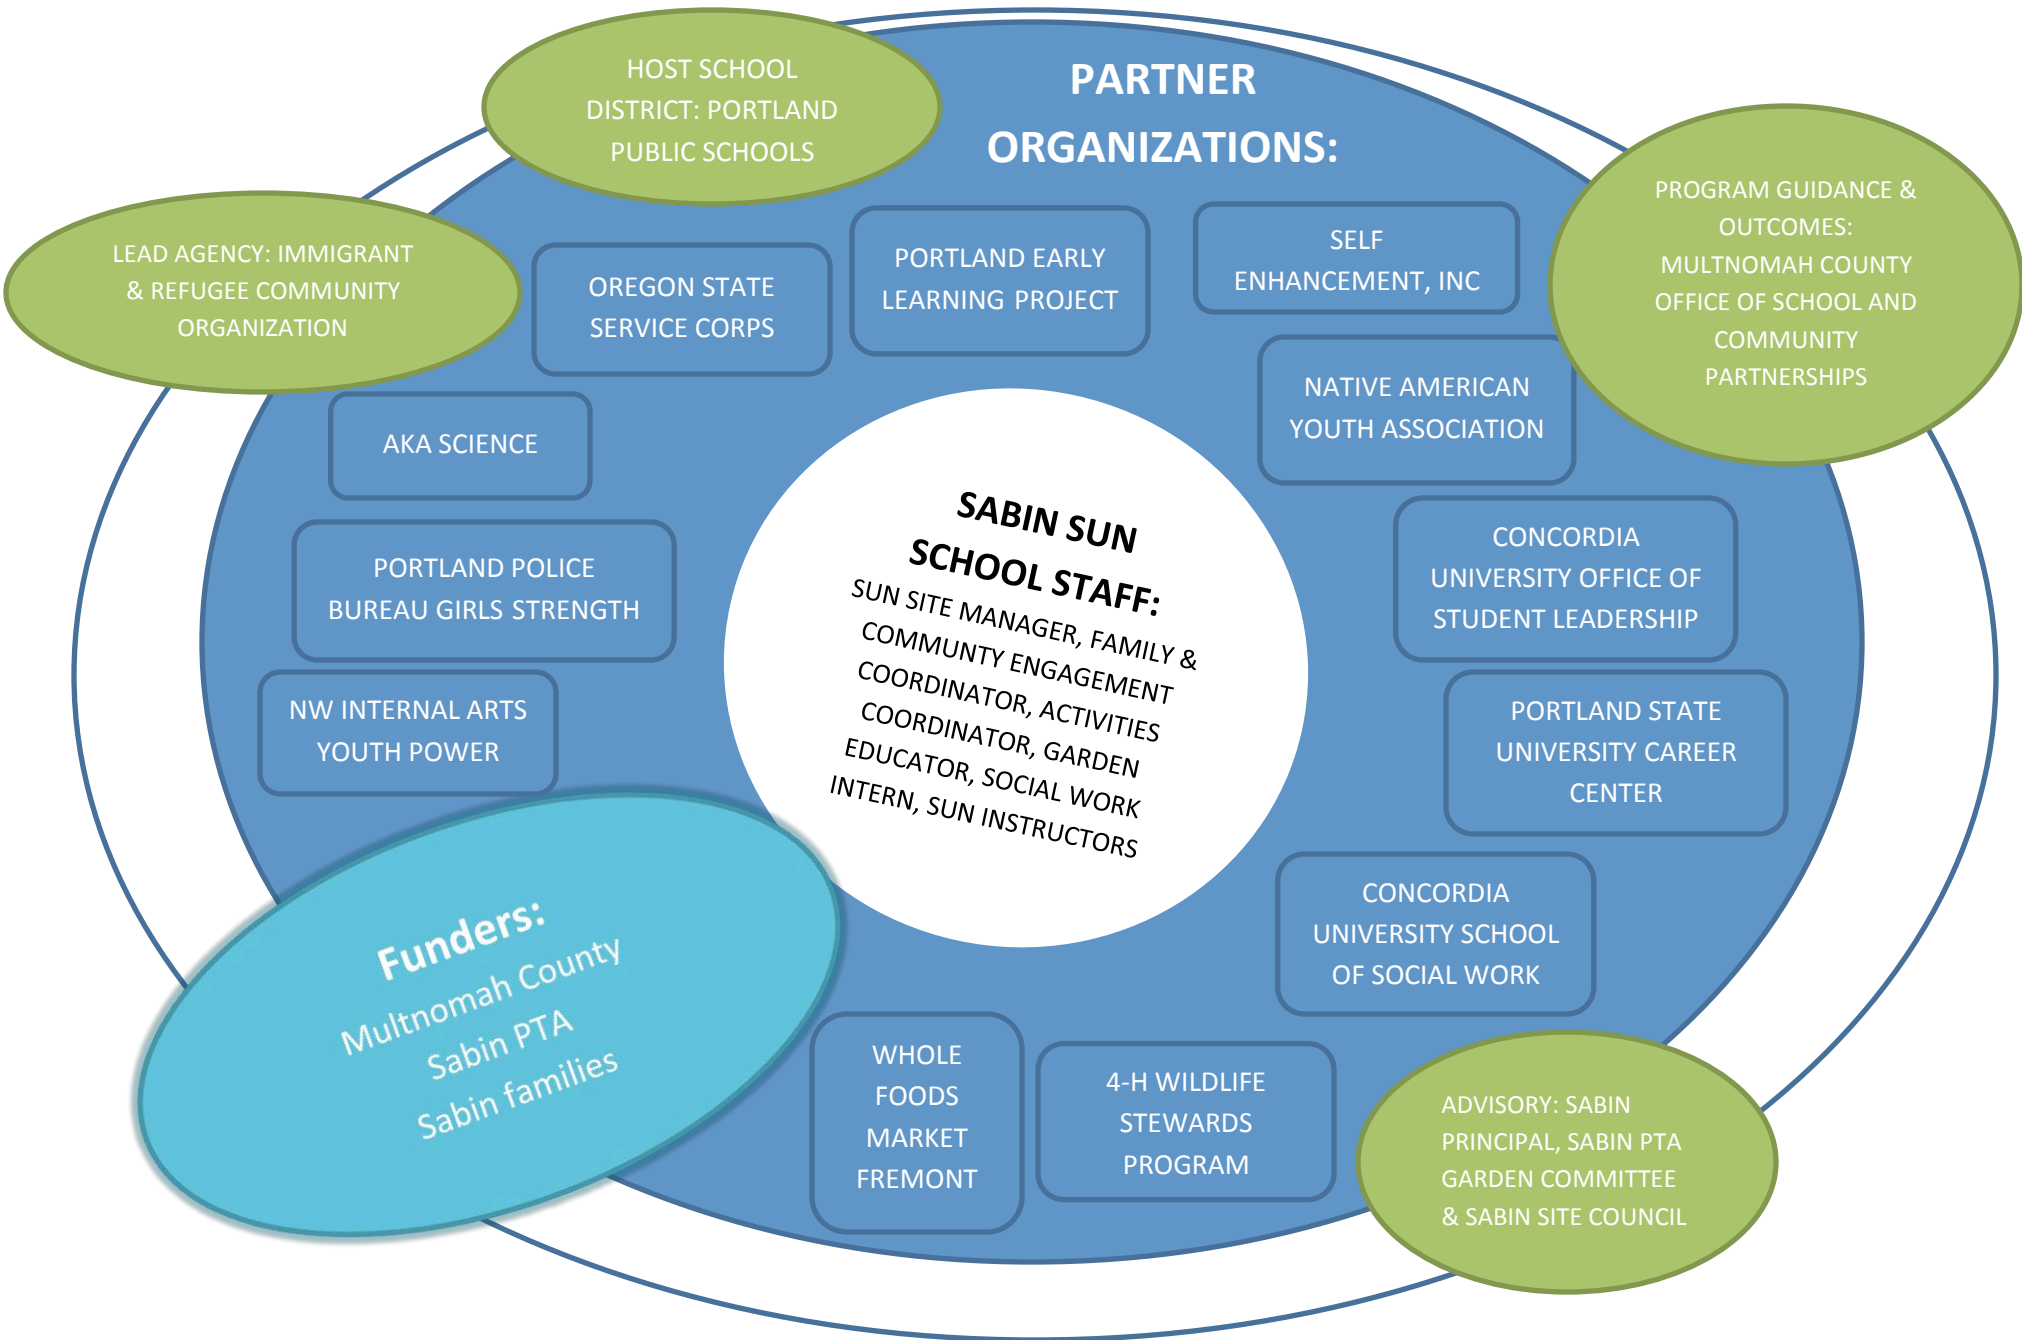 HOST SCHOOL
DISTRICT: PORTLAND
PUBLIC SCHOOLS
PARTNER
ORGANIZATIONS:
PROGRAM GUIDANCE &
OUTCOMES:
MULTNOMAH COUNTY
OFFICE OF SCHOOL AND
COMMUNITY
PARTNERSHIPS
LEAD AGENCY: IMMIGRANT
& REFUGEE COMMUNITY
ORGANIZATION
OREGON STATE
SERVICE CORPS
PORTLAND EARLY
LEARNING PROJECT
SELF
ENHANCEMENT, INC
NATIVE AMERICAN
YOUTH ASSOCIATION
AKA SCIENCE
PORTLAND POLICE
BUREAU GIRLS STRENGTH
NW INTERNAL ARTS
YOUTH POWER
SABIN SUN
SCHOOL STAFF:
SUN SITE MANAGER, FAMILY &
COMMUNTY ENGAGEMENT
COORDINATOR, ACTIVITIES
COORDINATOR, GARDEN
EDUCATOR, SOCIAL WORK
INTERN, SUN INSTRUCTORS
CONCORDIA
UNIVERSITY OFFICE OF
STUDENT LEADERSHIP
PORTLAND STATE
UNIVERSITY CAREER
CENTER
CONCORDIA
UNIVERSITY SCHOOL
OF SOCIAL WORK
Funders:
Multnomah County
Sabin PTA
Sabin families
WHOLE
FOODS
MARKET
FREMONT
4-H WILDLIFE
STEWARDS
PROGRAM
ADVISORY: SABIN
PRINCIPAL, SABIN PTA
GARDEN COMMITTEE
& SABIN SITE COUNCIL